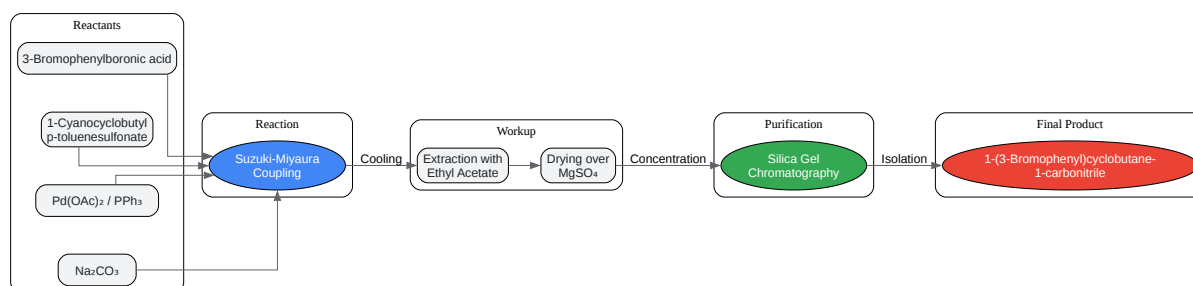 Reactants
3-Bromophenylboronic acid
1-Cyanocyclobutyl
p-toluenesulfonate
Pd(OAc)₂ / PPh₃
Na₂CO₃
Reaction
Suzuki-Miyaura
Coupling
Cooling
Workup
Extraction with
Ethyl Acetate
Drying over
MgSO₄
Concentration
Purification
Silica Gel
Chromatography
Isolation
Final Product
1-(3-Bromophenyl)cyclobutane-
1-carbonitrile